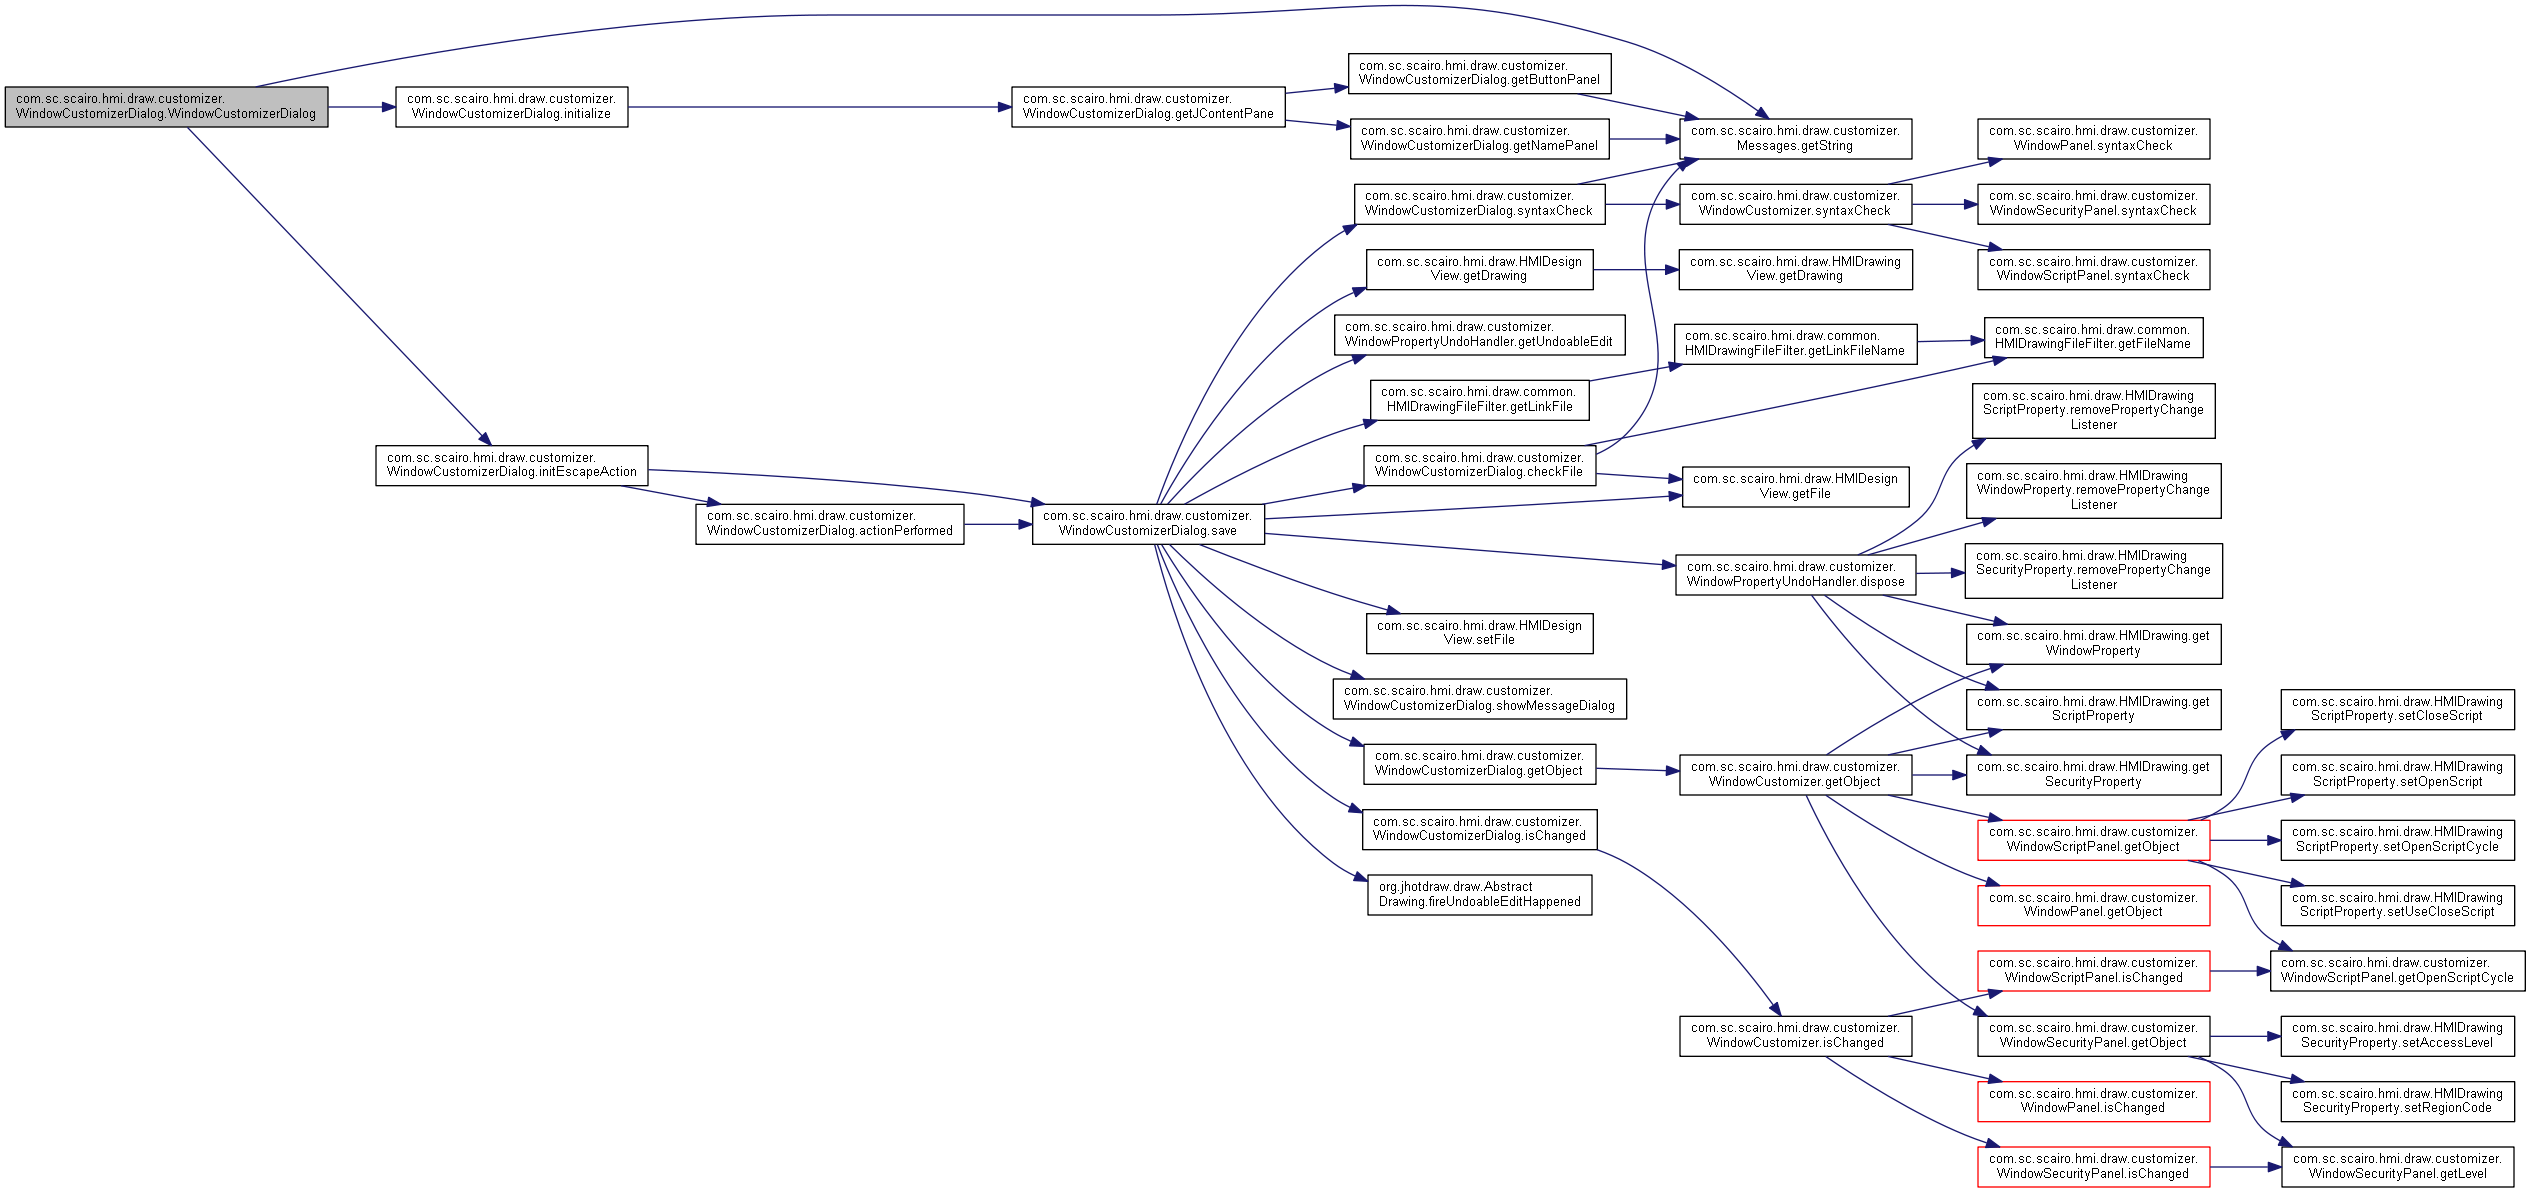 com.sc.scairo.hmi.draw.customizer.
WindowCustomizerDialog.WindowCustomizerDialog
com.sc.scairo.hmi.draw.customizer.
WindowCustomizerDialog.initialize
com.sc.scairo.hmi.draw.customizer.
WindowCustomizerDialog.initEscapeAction
com.sc.scairo.hmi.draw.customizer.
WindowCustomizerDialog.actionPerformed
com.sc.scairo.hmi.draw.customizer.
WindowCustomizerDialog.getJContentPane
com.sc.scairo.hmi.draw.customizer.
WindowCustomizerDialog.save
com.sc.scairo.hmi.draw.customizer.
WindowCustomizerDialog.getButtonPanel
com.sc.scairo.hmi.draw.customizer.
WindowCustomizerDialog.getNamePanel
com.sc.scairo.hmi.draw.customizer.
WindowCustomizerDialog.syntaxCheck
com.sc.scairo.hmi.draw.HMIDesign
View.getDrawing
com.sc.scairo.hmi.draw.customizer.
WindowPropertyUndoHandler.getUndoableEdit
com.sc.scairo.hmi.draw.common.
HMIDrawingFileFilter.getLinkFile
com.sc.scairo.hmi.draw.customizer.
WindowCustomizerDialog.checkFile
com.sc.scairo.hmi.draw.HMIDesign
View.setFile
com.sc.scairo.hmi.draw.customizer.
WindowCustomizerDialog.showMessageDialog
com.sc.scairo.hmi.draw.customizer.
WindowCustomizerDialog.getObject
com.sc.scairo.hmi.draw.customizer.
WindowCustomizerDialog.isChanged
org.jhotdraw.draw.Abstract
Drawing.fireUndoableEditHappened
com.sc.scairo.hmi.draw.customizer.
Messages.getString
com.sc.scairo.hmi.draw.customizer.
WindowCustomizer.syntaxCheck
com.sc.scairo.hmi.draw.HMIDrawing
View.getDrawing
com.sc.scairo.hmi.draw.common.
HMIDrawingFileFilter.getLinkFileName
com.sc.scairo.hmi.draw.HMIDesign
View.getFile
com.sc.scairo.hmi.draw.customizer.
WindowPropertyUndoHandler.dispose
com.sc.scairo.hmi.draw.customizer.
WindowCustomizer.getObject
com.sc.scairo.hmi.draw.customizer.
WindowCustomizer.isChanged
com.sc.scairo.hmi.draw.customizer.
WindowPanel.syntaxCheck
com.sc.scairo.hmi.draw.customizer.
WindowSecurityPanel.syntaxCheck
com.sc.scairo.hmi.draw.customizer.
WindowScriptPanel.syntaxCheck
com.sc.scairo.hmi.draw.common.
HMIDrawingFileFilter.getFileName
com.sc.scairo.hmi.draw.HMIDrawing
ScriptProperty.removePropertyChange
Listener
com.sc.scairo.hmi.draw.HMIDrawing
WindowProperty.removePropertyChange
Listener
com.sc.scairo.hmi.draw.HMIDrawing
SecurityProperty.removePropertyChange
Listener
com.sc.scairo.hmi.draw.HMIDrawing.get
WindowProperty
com.sc.scairo.hmi.draw.HMIDrawing.get
ScriptProperty
com.sc.scairo.hmi.draw.HMIDrawing.get
SecurityProperty
com.sc.scairo.hmi.draw.customizer.
WindowScriptPanel.getObject
com.sc.scairo.hmi.draw.customizer.
WindowPanel.getObject
com.sc.scairo.hmi.draw.customizer.
WindowScriptPanel.isChanged
com.sc.scairo.hmi.draw.customizer.
WindowSecurityPanel.getObject
com.sc.scairo.hmi.draw.customizer.
WindowPanel.isChanged
com.sc.scairo.hmi.draw.customizer.
WindowSecurityPanel.isChanged
com.sc.scairo.hmi.draw.HMIDrawing
ScriptProperty.setCloseScript
com.sc.scairo.hmi.draw.HMIDrawing
ScriptProperty.setOpenScript
com.sc.scairo.hmi.draw.HMIDrawing
ScriptProperty.setOpenScriptCycle
com.sc.scairo.hmi.draw.HMIDrawing
ScriptProperty.setUseCloseScript
com.sc.scairo.hmi.draw.customizer.
WindowScriptPanel.getOpenScriptCycle
com.sc.scairo.hmi.draw.HMIDrawing
SecurityProperty.setAccessLevel
com.sc.scairo.hmi.draw.HMIDrawing
SecurityProperty.setRegionCode
com.sc.scairo.hmi.draw.customizer.
WindowSecurityPanel.getLevel